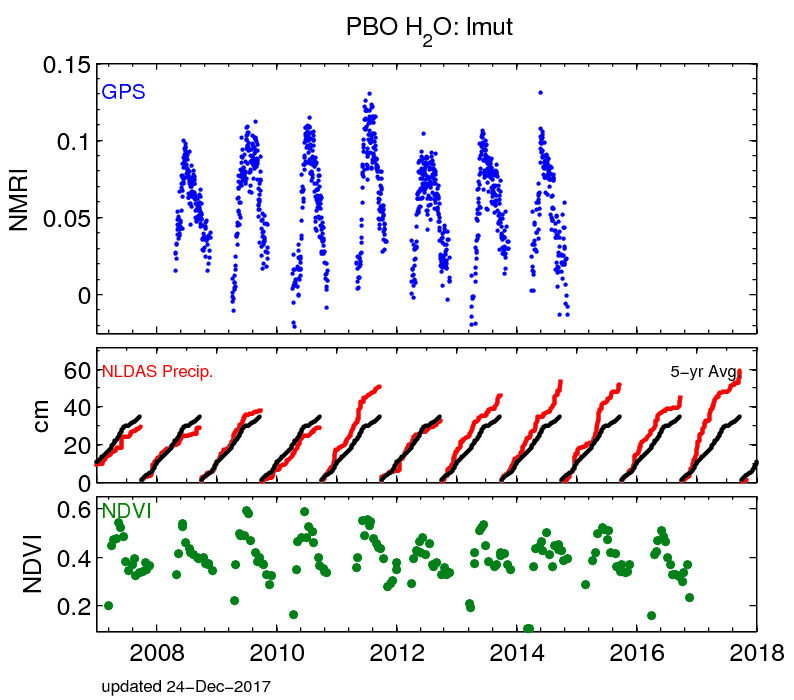 PBO H2O: lmut
0.15
GPS
0.1
NMRI
0.05
0
NLDAS Precip.
5−yr Avg.
60
cm
40
20
0
NDVI
0.6
NDVI
0.4
0.2
2008 2010 2012 2014 2016 2018
updated 24−Dec−2017